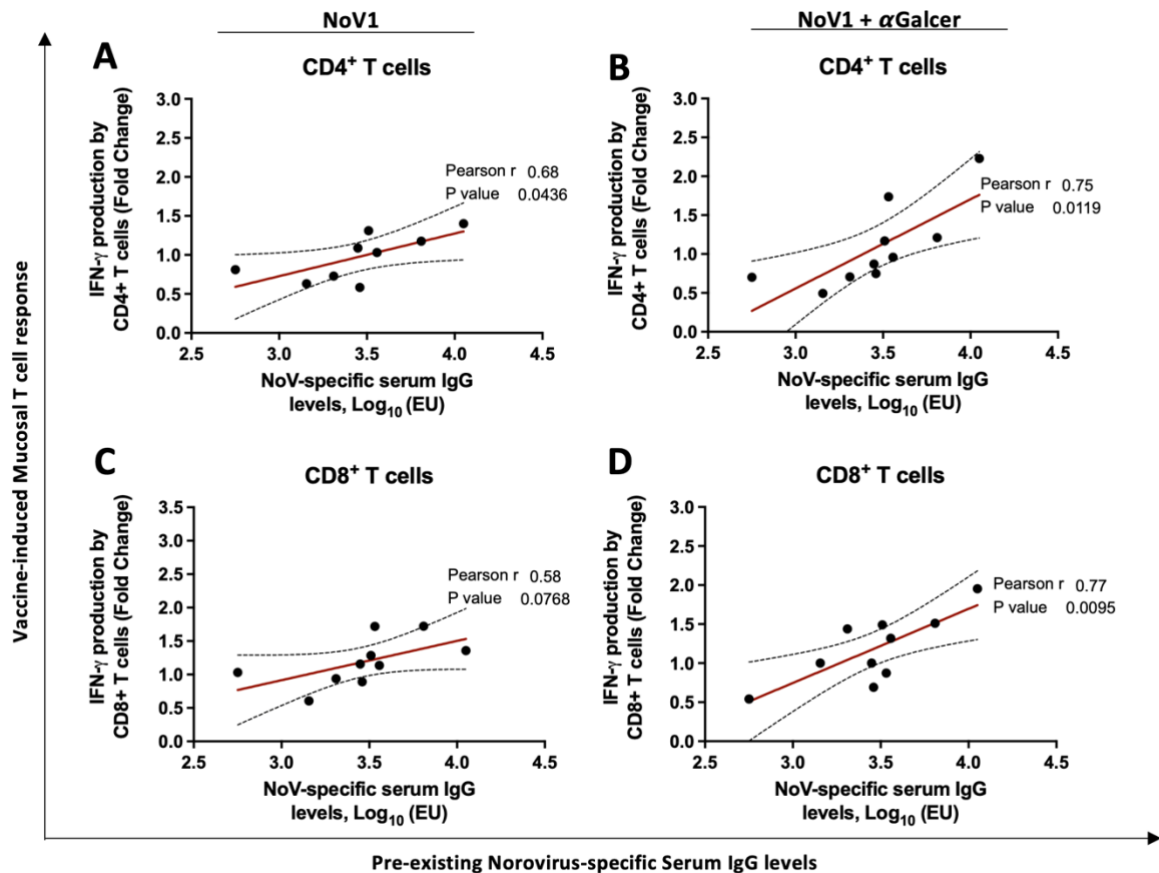 NoV1
NoV1 + αGalcer
Vaccine-induced Mucosal T cell response
A
CD4⁺ T cells
IFN-γ production by
CD4+ T cells (Fold Change)
3.0
2.5
2.0
1.5
1.0
0.5
0.0
Pearson r 0.68
P value 0.0436
2.5 3.0 3.5 4.0 4.5
NoV-specific serum IgG
levels, Log₁₀ (EU)
B
CD4⁺ T cells
IFN-γ production by
CD4+ T cells (Fold Change)
3.0
2.5
2.0
1.5
1.0
0.5
0.0
Pearson r 0.75
P value 0.0119
2.5 3.0 3.5 4.0 4.5
NoV-specific serum IgG
levels, Log₁₀ (EU)
C
CD8⁺ T cells
IFN-γ production by
CD8+ T cells (Fold Change)
3.5
3.0
2.5
2.0
1.5
1.0
0.5
0.0
Pearson r 0.58
P value 0.0768
2.5 3.0 3.5 4.0 4.5
NoV-specific serum IgG
levels, Log₁₀ (EU)
D
CD8⁺ T cells
IFN-γ production by
CD8+ T cells (Fold Change)
3.0
2.5
2.0
1.5
1.0
0.5
0.0
Pearson r 0.77
P value 0.0095
2.5 3.0 3.5 4.0 4.5
NoV-specific serum IgG
levels, Log₁₀ (EU)
Pre-existing Norovirus-specific Serum IgG levels